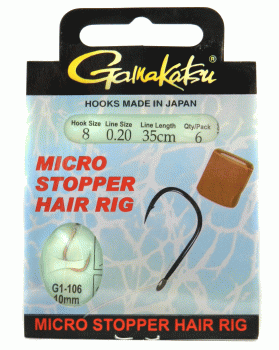 Gamakatsu
HOOKS MADE IN JAPAN
Hook Size Line Size Line Length Qty/Pack
8 0.20 35cm 6
MICRO
STOPPER
HAIR RIG
G1-106
10mm
MICRO STOPPER HAIR RIG